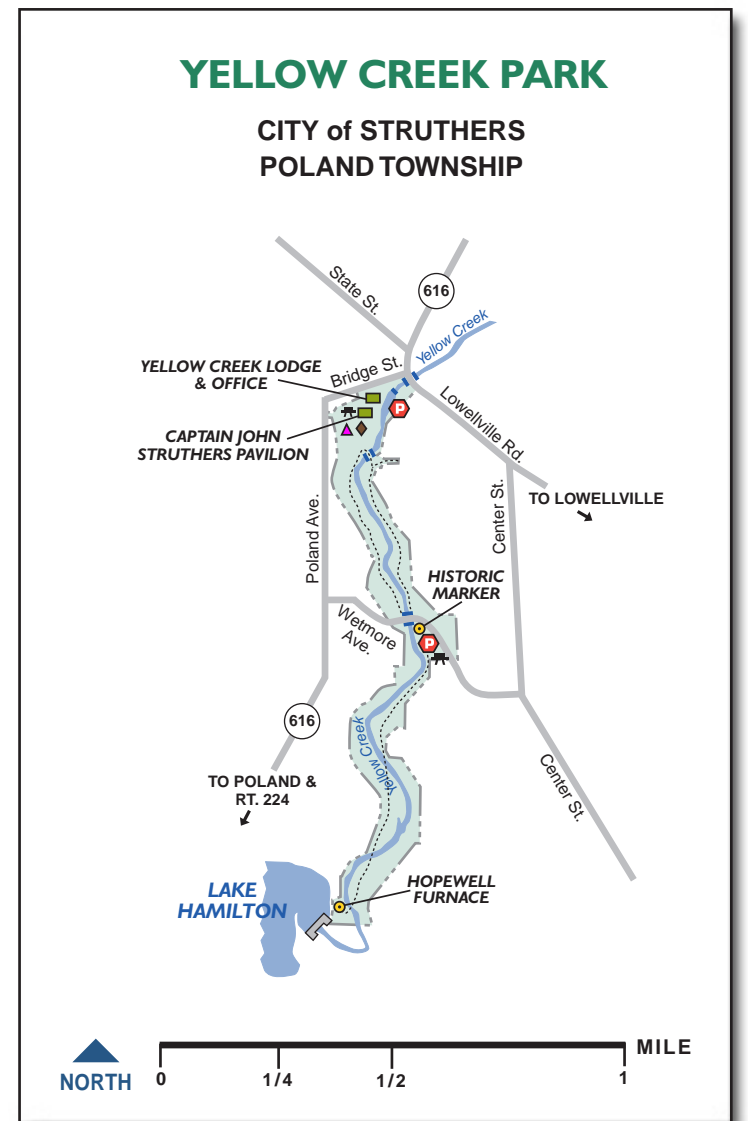 YELLOW CREEK PARK
CITY of STRUTHERS
POLAND TOWNSHIP
State St.
616
Yellow Creek
Bridge St.
YELLOW CREEK LODGE
& OFFICE
P
Lowellville Rd.
CAPTAIN JOHN
STRUTHERS PAVILION
Center St.
TO LOWELLVILLE
Poland Ave.
HISTORIC
MARKER
Wetmore
Ave.
P
616
Yellow Creek
Yellow Creek
Center St.
TO POLAND &
RT. 224
LAKE
HAMILTON
HOPEWELL
FURNACE
NORTH
MILE
0
1/4
1/2
1